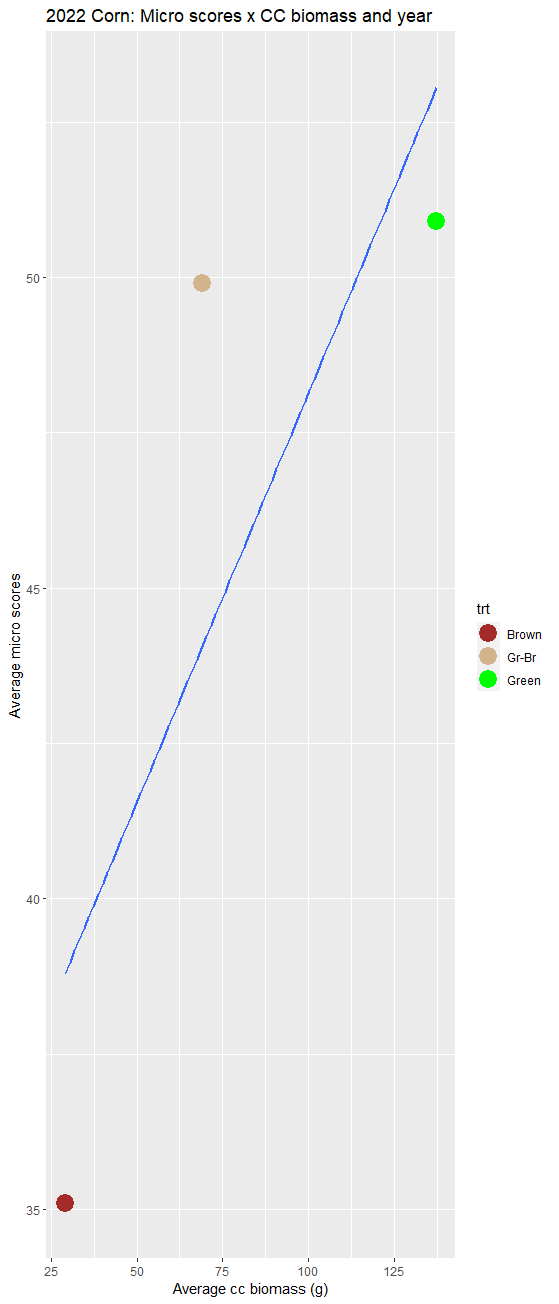 2022 Corn: Micro scores x CC biomass and year
50
45
40
35
Average micro scores
25 50 75 100 125
Average cc biomass (g)
trt
Brown
Gr-Br
Green